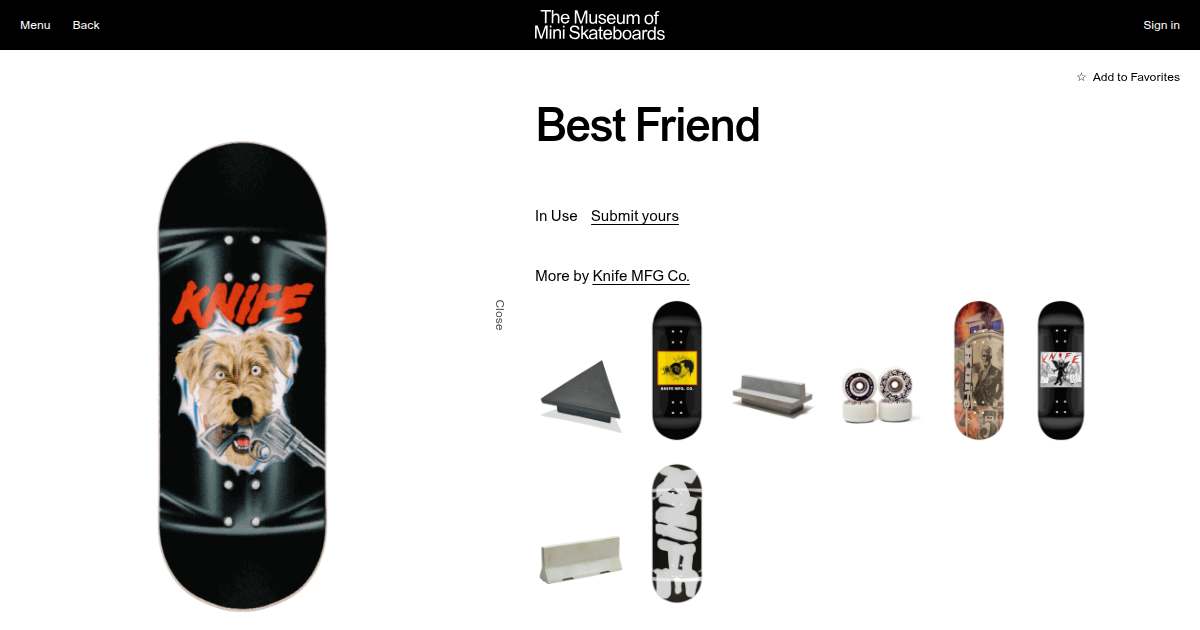 Menu
Back
The Museum of
Mini Skateboards
Sign in
☆ Add to Favorites
Best Friend
KNIFE
In Use
Submit yours
More by Knife MFG Co.
Close
KNIFE MFG. CO.
KNIFE
KNIFE